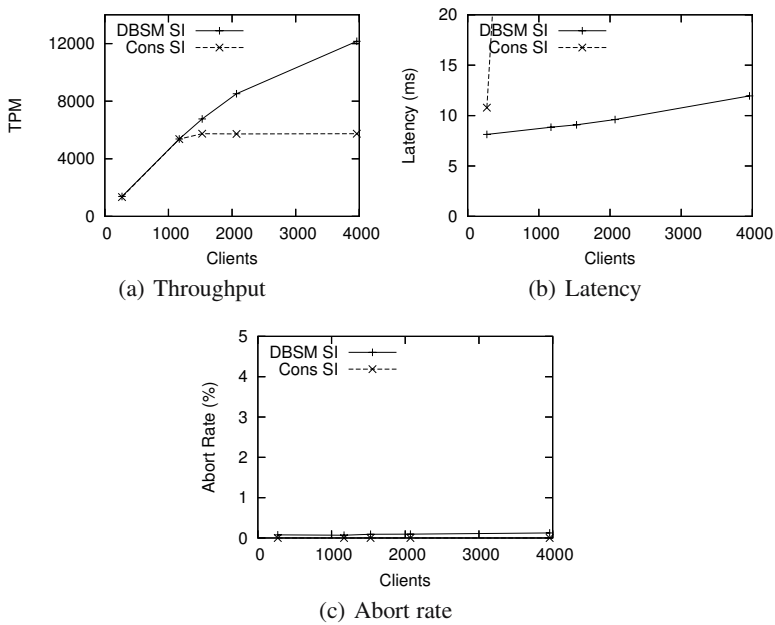 DBSM SI
Cons SI
TPM
12000
8000
4000
0
0 1000 2000 3000 4000
Clients
(a) Throughput
DBSM SI
Cons SI
Latency (ms)
20
15
10
5
0
0 1000 2000 3000 4000
Clients
(b) Latency
DBSM SI
Cons SI
Abort Rate (%)
5
4
3
2
1
0
0 1000 2000 3000 4000
Clients
(c) Abort rate